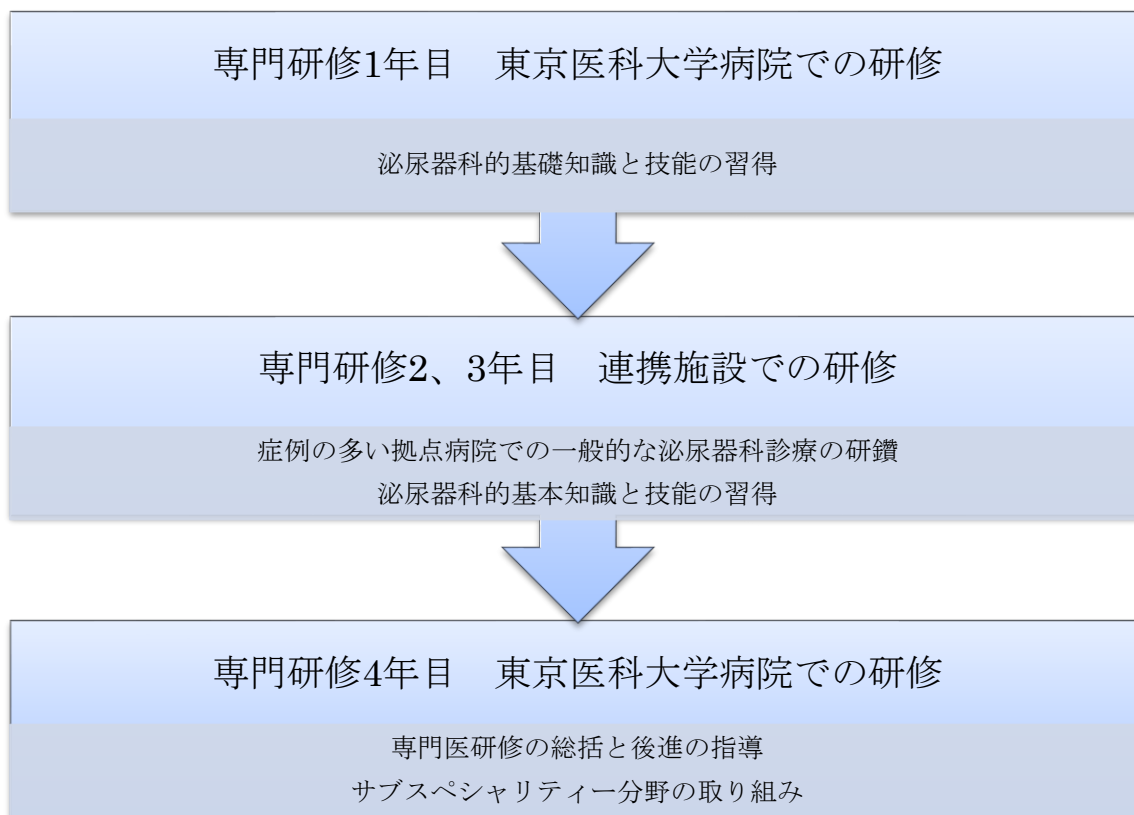 専門研修1年目　東京医科大学病院での研修
泌尿器科的基礎知識と技能の習得
専門研修2、3年目　連携施設での研修
症例の多い拠点病院での一般的な泌尿器科診療の研鑽
泌尿器科的基本知識と技能の習得
専門研修4年目　東京医科大学病院での研修
専門医研修の総括と後進の指導
サブスペシャリティー分野の取り組み